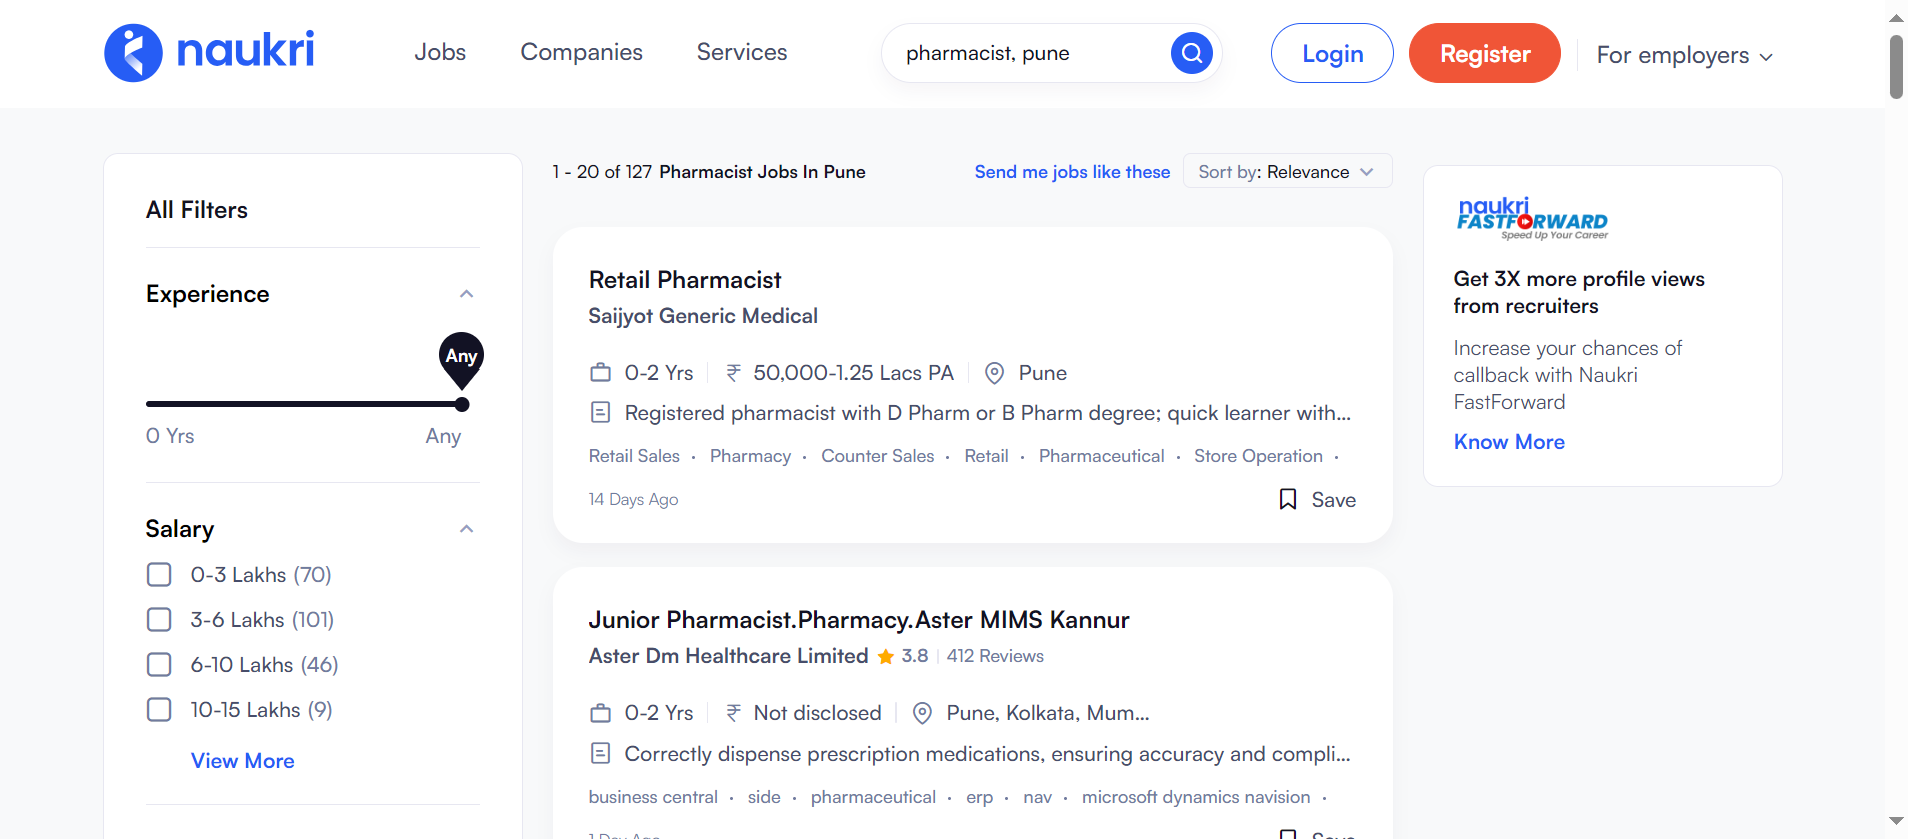 naukri
Jobs
Companies
Services
pharmacist, pune
Login
Register
For employers
All Filters
Experience
Any
0 Yrs
Any
Salary
0-3 Lakhs (70)
3-6 Lakhs (101)
6-10 Lakhs (46)
10-15 Lakhs (9)
View More
1 - 20 of 127 Pharmacist Jobs In Pune
Send me jobs like these
Sort by: Relevance
Retail Pharmacist
Saijyot Generic Medical
0-2 Yrs
₹ 50,000-1.25 Lacs PA
Pune
Registered pharmacist with D Pharm or B Pharm degree; quick learner with...
Retail Sales · Pharmacy · Counter Sales · Retail · Pharmaceutical · Store Operation ·
14 Days Ago
Save
Junior Pharmacist.Pharmacy.Aster MIMS Kannur
Aster Dm Healthcare Limited 3.8 412 Reviews
0-2 Yrs
₹ Not disclosed
Pune, Kolkata, Mum...
Correctly dispense prescription medications, ensuring accuracy and compli...
business central · side · pharmaceutical · erp · nav · microsoft dynamics navision ·
1 Day Ago
Save
naukri
FASTFORWARD
Speed Up Your Career
Get 3X more profile views
from recruiters
Increase your chances of
callback with Naukri
FastForward
Know More